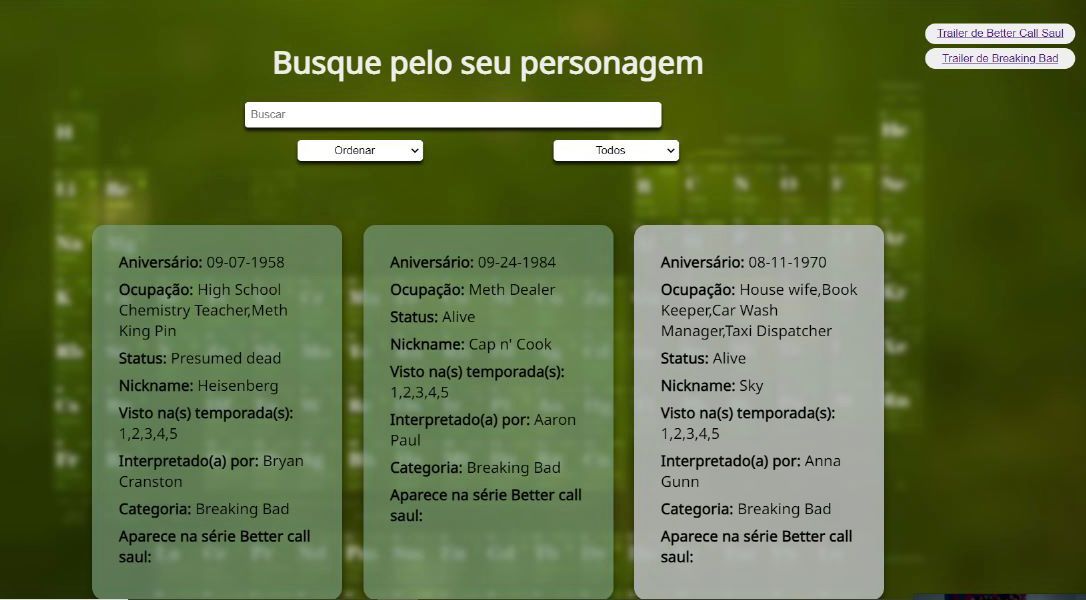 Trailer de Better Call Saul
Trailer de Breaking Bad
Busque pelo seu personagem
Buscar
Ordenar
Todos
Aniversário: 09-07-1958
Ocupação: High School
Chemistry Teacher,Meth
King Pin
Status: Presumed dead
Nickname: Heisenberg
Visto na(s) temporada(s):
1,2,3,4,5
Interpretado(a) por: Bryan
Cranston
Categoria: Breaking Bad
Aparece na série Better call
saul:
Aniversário: 09-24-1984
Ocupação: Meth Dealer
Status: Alive
Nickname: Cap n' Cook
Visto na(s) temporada(s):
1,2,3,4,5
Interpretado(a) por: Aaron
Paul
Categoria: Breaking Bad
Aparece na série Better call
saul:
Aniversário: 08-11-1970
Ocupação: House wife,Book
Keeper,Car Wash
Manager,Taxi Dispatcher
Status: Alive
Nickname: Sky
Visto na(s) temporada(s):
1,2,3,4,5
Interpretado(a) por: Anna
Gunn
Categoria: Breaking Bad
Aparece na série Better call
saul: